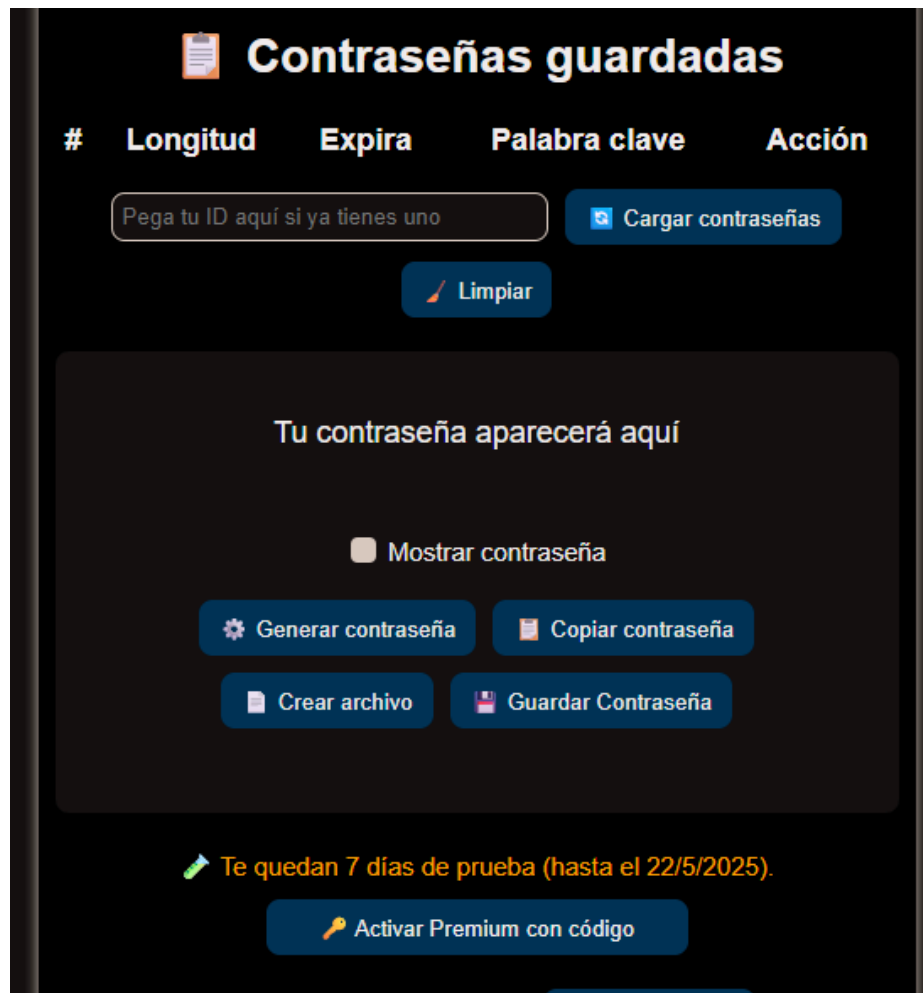 Contraseñas guardadas
# Longitud Expira Palabra clave Acción
Pega tu ID aquí si ya tienes uno Cargar contraseñas
Limpiar
Tu contraseña aparecerá aquí
Mostrar contraseña
Generar contraseña Copiar contraseña
Crear archivo Guardar Contraseña
Te quedan 7 días de prueba (hasta el 22/5/2025).
Activar Premium con código